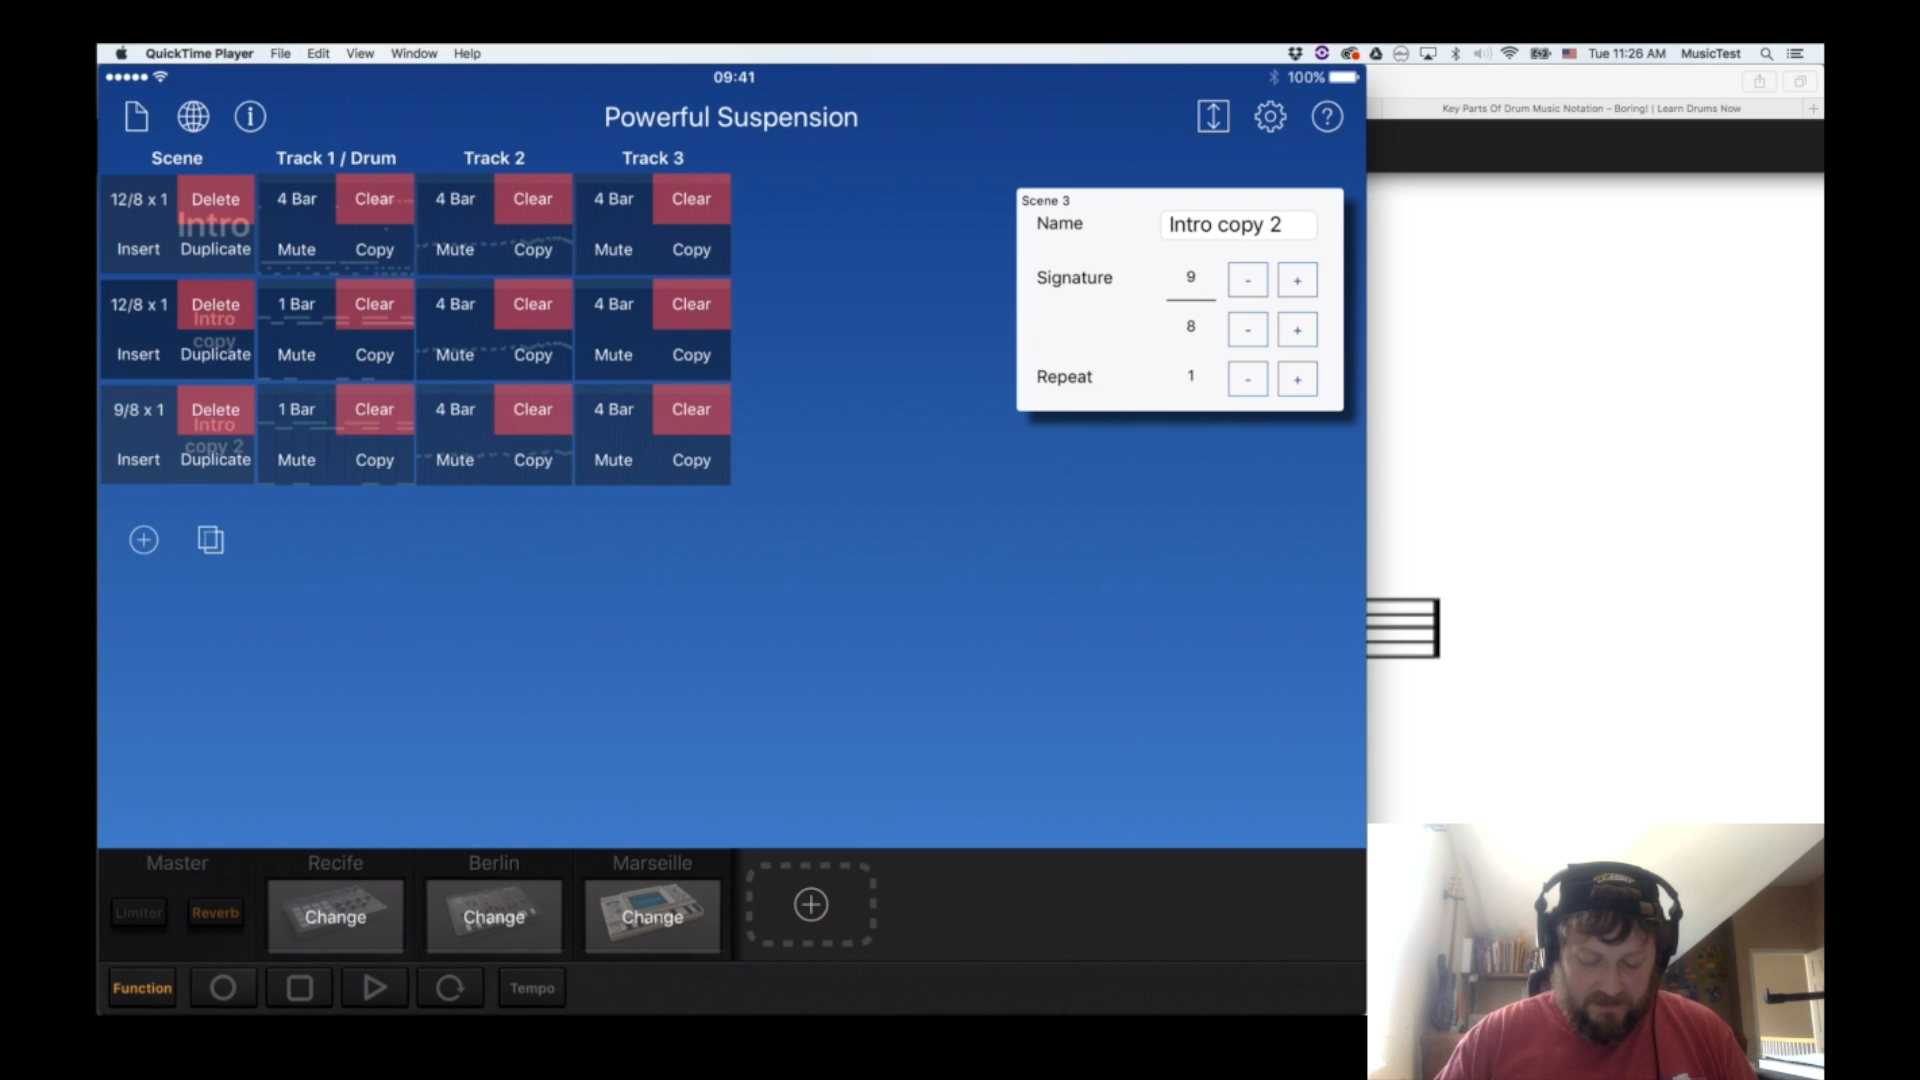 QuickTime Player File Edit View Window Help Tue 11:26 AM MusicTest
09:41 100%
Powerful Suspension
Key Parts Of Drum Music Notation – Boring! | Learn Drums Now
Scene Track 1 / Drum Track 2 Track 3
12/8 x 1 Delete 4 Bar Clear 4 Bar Clear 4 Bar Clear
Intro
Insert Duplicate Mute Copy Mute Copy Mute Copy
12/8 x 1 Delete 1 Bar Clear 4 Bar Clear 4 Bar Clear
Intro
copy
Insert Duplicate Mute Copy Mute Copy Mute Copy
9/8 x 1 Delete 1 Bar Clear 4 Bar Clear 4 Bar Clear
Intro
copy 2
Insert Duplicate Mute Copy Mute Copy Mute Copy
Scene 3
Name Intro copy 2
Signature 9 - +
8 - +
Repeat 1 - +
Master Recife Berlin Marseille
Limiter Reverb Change Change Change
Function Tempo